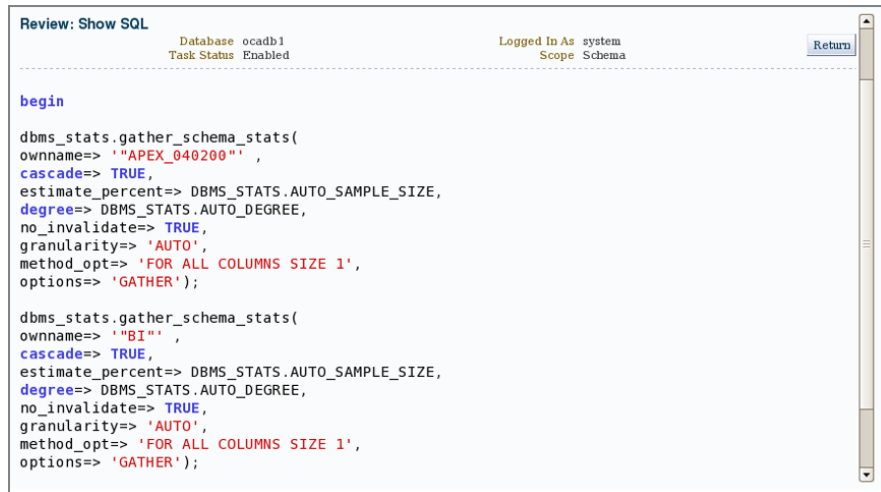 Review: Show SQL
Database ocadb1 Logged In As system
Task Status Enabled Scope Schema
Return
begin
dbms_stats.gather_schema_stats(
ownname=> '"APEX_040200"' ,
cascade=> TRUE,
estimate_percent=> DBMS_STATS.AUTO_SAMPLE_SIZE,
degree=> DBMS_STATS.AUTO_DEGREE,
no_invalidate=> TRUE,
granularity=> 'AUTO',
method_opt=> 'FOR ALL COLUMNS SIZE 1',
options=> 'GATHER');
dbms_stats.gather_schema_stats(
ownname=> '"BI"' ,
cascade=> TRUE,
estimate_percent=> DBMS_STATS.AUTO_SAMPLE_SIZE,
degree=> DBMS_STATS.AUTO_DEGREE,
no_invalidate=> TRUE,
granularity=> 'AUTO',
method_opt=> 'FOR ALL COLUMNS SIZE 1',
options=> 'GATHER');